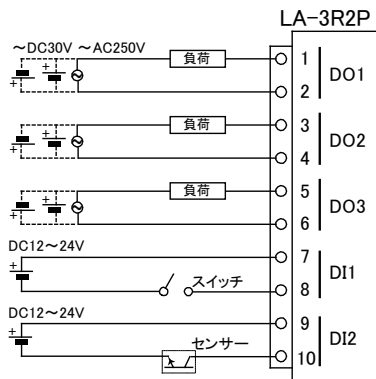 LA-3R2P
～DC30V ～AC250V
負荷
1
2
DO1
負荷
3
4
DO2
負荷
5
6
DO3
DC12～24V
7
スイッチ
8
DI1
DC12～24V
9
センサー
10
DI2